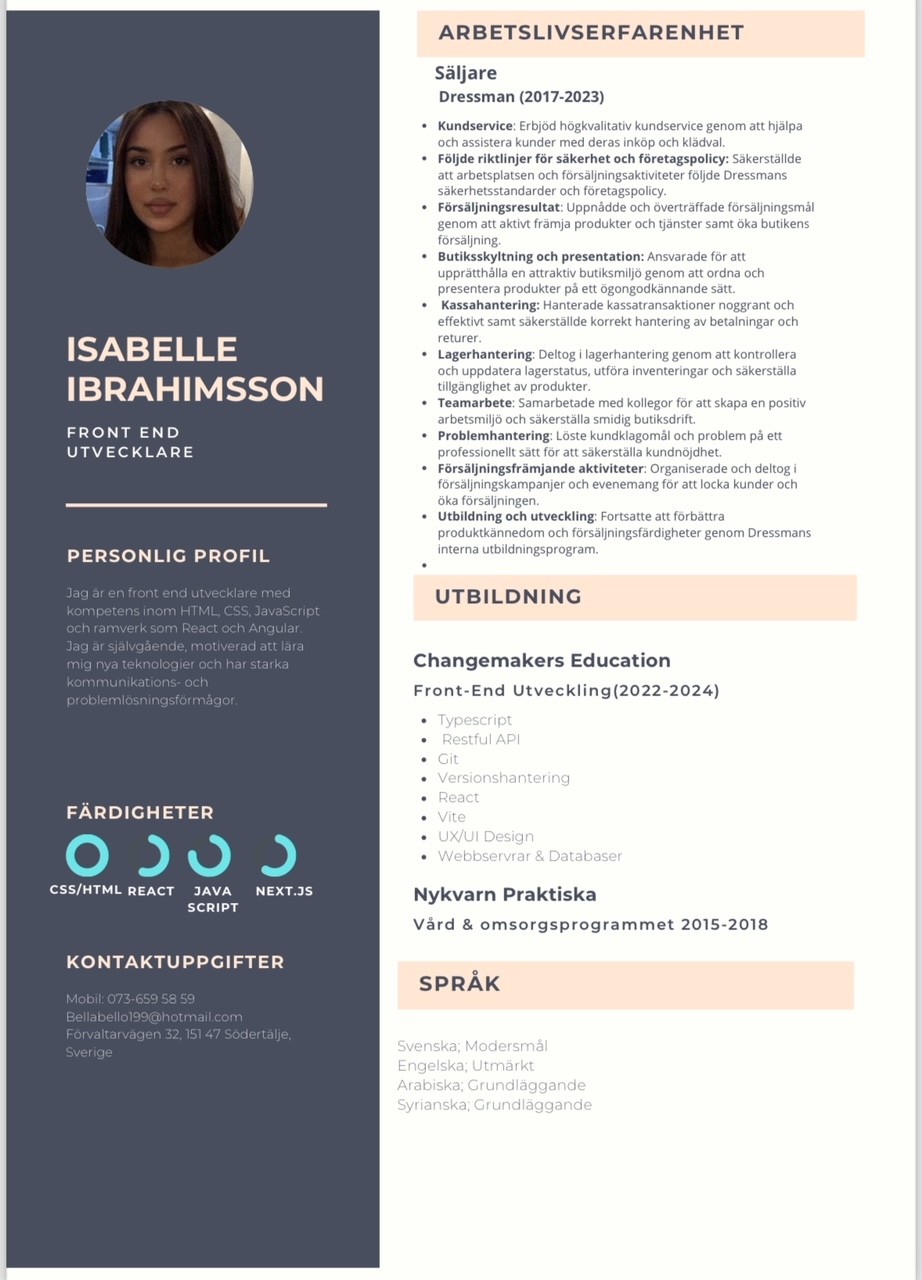 ISABELLE
IBRAHIMSSON
FRONT END
UTVECKLARE
PERSONLIG PROFIL
Jag är en front end utvecklare med
kompetens inom HTML, CSS, JavaScript
och ramverk som React och Angular.
Jag är självgående, motiverad att lära
mig nya teknologier och har starka
kommunikations- och
problemlösningsförmågor.
FÄRDIGHETER
CSS/HTML REACT JAVA SCRIPT NEXT.JS
KONTAKTUPPGIFTER
Mobil: 073-659 58 59
Bellabello199@hotmail.com
Förvaltarvägen 32, 151 47 Södertälje,
Sverige
ARBETSLIVSERFARENHET
Säljare
Dressman (2017-2023)
• Kundservice: Erbjöd högkvalitativ kundservice genom att hjälpa
och assistera kunder med deras inköp och klädval.
• Följde riktlinjer för säkerhet och företagspolicy: Säkerställde
att arbetsplatsen och försäljningsaktiviteter följde Dressmans
säkerhetsstandarder och företagspolicy.
• Försäljningsresultat: Uppnådde och överträffade försäljningsmål
genom att aktivt främja produkter och tjänster samt öka butikens
försäljning.
• Butiksskyltning och presentation: Ansvarade för att
upprätthålla en attraktiv butiksmiljö genom att ordna och
presentera produkter på ett ögongodkännande sätt.
• Kassahantering: Hanterade kassatransaktioner noggrant och
effektivt samt säkerställde korrekt hantering av betalningar och
returer.
• Lagerhantering: Deltog i lagerhantering genom att kontrollera
och uppdatera lagerstatus, utföra inventeringar och säkerställa
tillgänglighet av produkter.
• Teamarbete: Samarbetade med kollegor för att skapa en positiv
arbetsmiljö och säkerställa smidig butiksdrift.
• Problemhantering: Löste kundklagomål och problem på ett
professionellt sätt för att säkerställa kundnöjdhet.
• Försäljningsfrämjande aktiviteter: Organiserade och deltog i
försäljningskampanjer och evenemang för att locka kunder och
öka försäljningen.
• Utbildning och utveckling: Fortsatte att förbättra
produktkännedom och försäljningsfärdigheter genom Dressmans
interna utbildningsprogram.
•
UTBILDNING
Changemakers Education
Front-End Utveckling(2022-2024)
• Typescript
• Restful API
• Git
• Versionshantering
• React
• Vite
• UX/UI Design
• Webbservrar & Databaser
Nykvarn Praktiska
Vård & omsorgsprogrammet 2015-2018
SPRÅK
Svenska; Modersmål
Engelska; Utmärkt
Arabiska; Grundläggande
Syrianska; Grundläggande